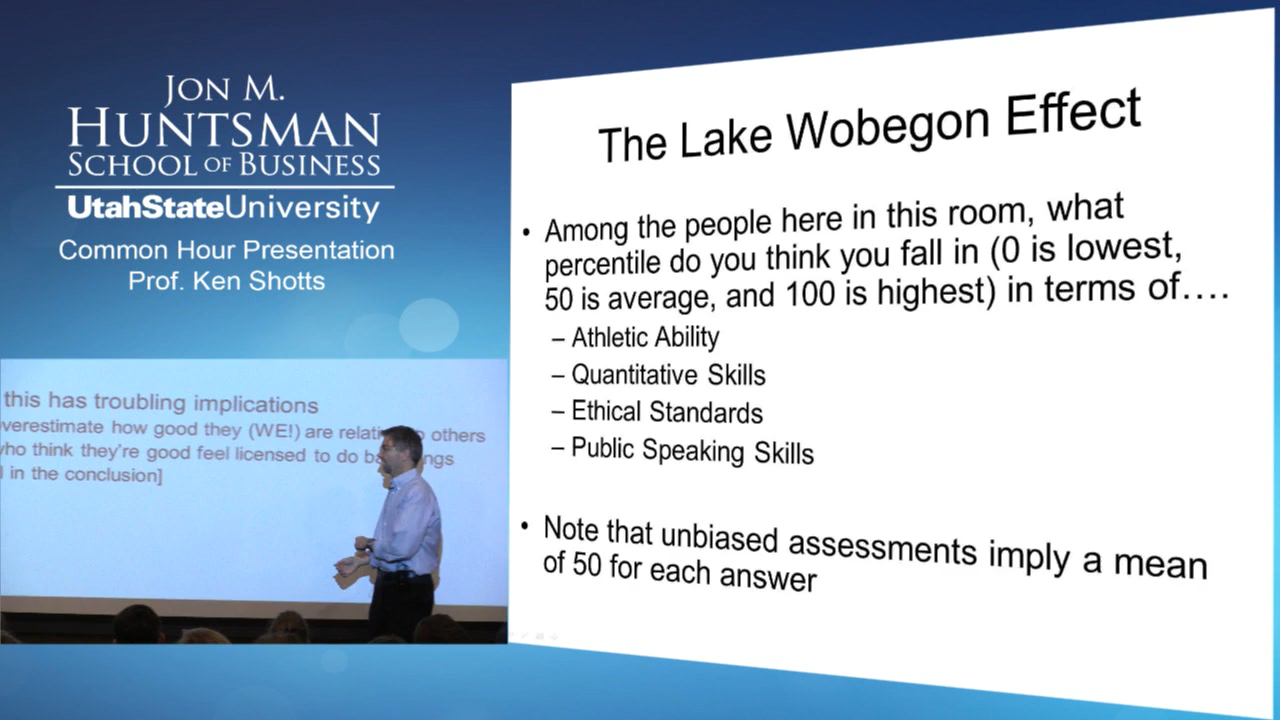 JON M.
HUNTSMAN
SCHOOL OF BUSINESS
UtahStateUniversity
Common Hour Presentation
Prof. Ken Shotts
this has troubling implications
verestimate how good they (WE!) are others
who think they're good feel licensed to do
in the conclusion]
The Lake Wobegon Effect
• Among the people here in this room, what
percentile do you think you fall in (0 is lowest,
50 is average, and 100 is highest) in terms of….
– Athletic Ability
– Quantitative Skills
– Ethical Standards
– Public Speaking Skills
• Note that unbiased assessments imply a mean
of 50 for each answer